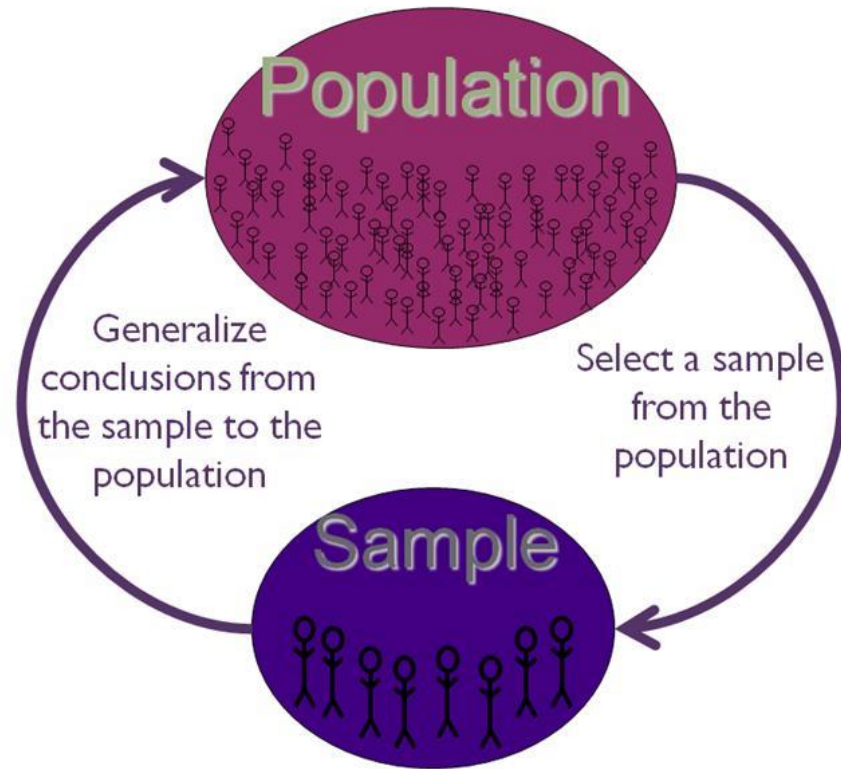 Population
Generalize
conclusions from
the sample to the
population
Select a sample
from the
population
Sample